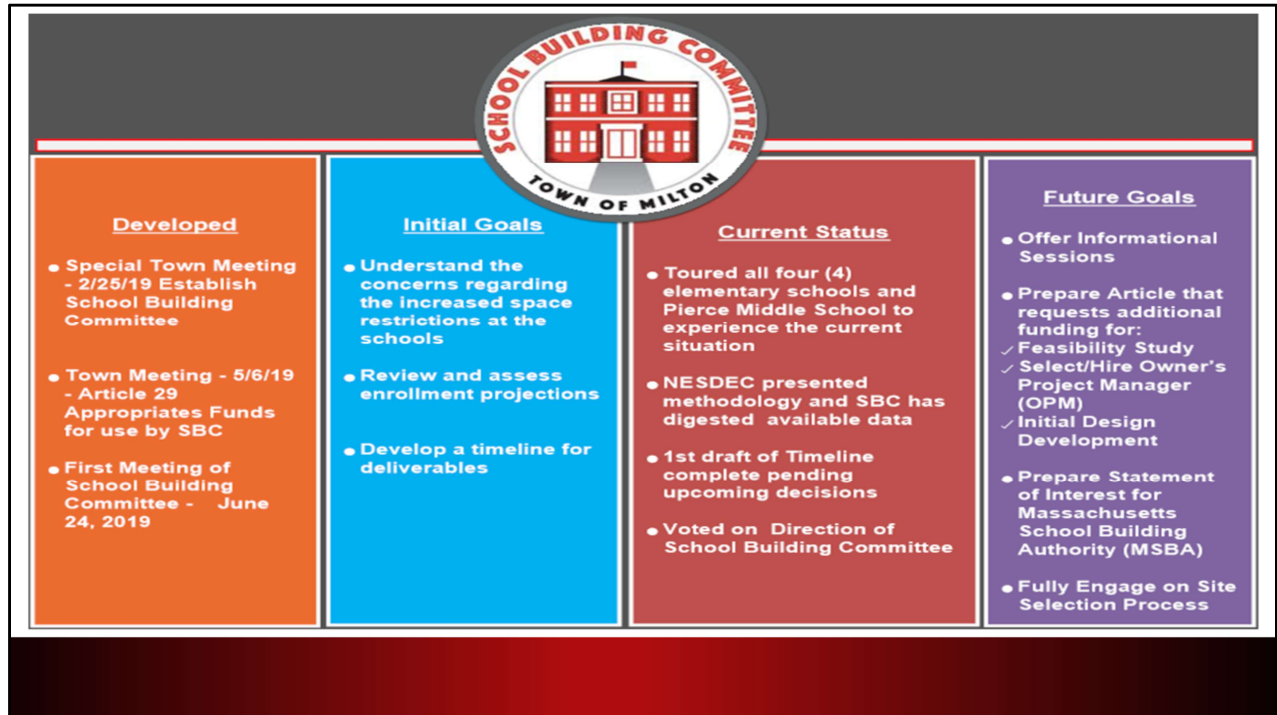 SCHOOL BUILDING COMMITTEE
TOWN OF MILTON
Developed
● Special Town Meeting
- 2/25/19 Establish
School Building
Committee
● Town Meeting - 5/6/19
- Article 29
Appropriates Funds
for use by SBC
● First Meeting of
School Building
Committee - June
24, 2019
Initial Goals
● Understand the
concerns regarding
the increased space
restrictions at the
schools
● Review and assess
enrollment projections
● Develop a timeline for
deliverables
Current Status
● Toured all four (4)
elementary schools and
Pierce Middle School to
experience the current
situation
● NESDEC presented
methodology and SBC has
digested available data
● 1st draft of Timeline
complete pending
upcoming decisions
● Voted on Direction of
School Building Committee
Future Goals
● Offer Informational
Sessions
● Prepare Article that
requests additional
funding for:
✓ Feasibility Study
✓ Select/Hire Owner's
Project Manager
(OPM)
✓ Initial Design
Development
● Prepare Statement
of Interest for
Massachusetts
School Building
Authority (MSBA)
● Fully Engage on Site
Selection Process